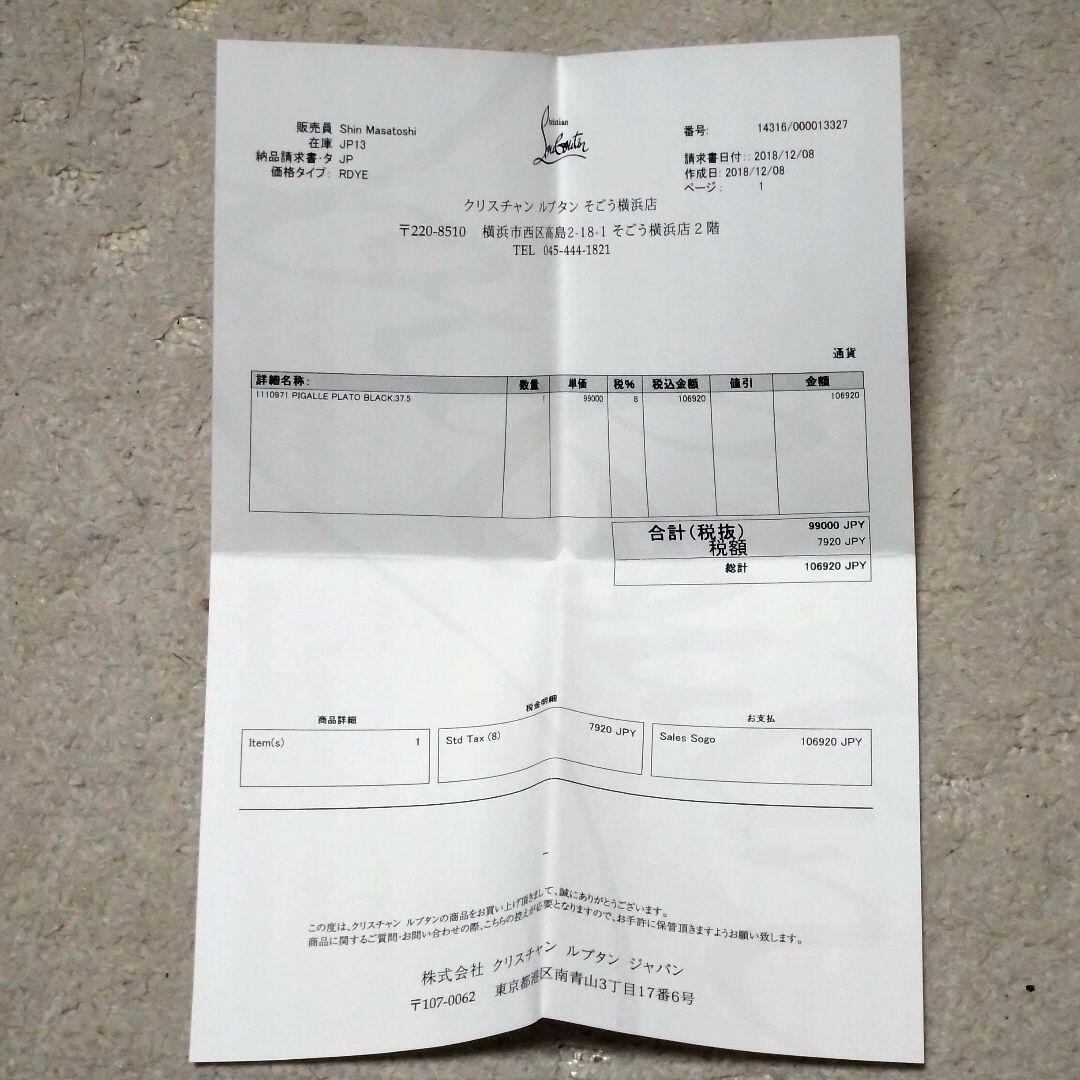 販売員 Shin Masatoshi
在庫 JP13
納品請求書・タ JP
価格タイプ: RDYE
Christian
Louboutin
番号: 14316/000013327
請求書日付:: 2018/12/08
作成日: 2018/12/08
ページ: 1
クリスチャン ルブタン そごう横浜店
〒220-8510 横浜市西区高島2-18-1 そごう横浜店2階
TEL 045-444-1821
通貨
詳細名称: 数量 単価 税% 税込金額 値引 金額
1110971 PIGALLE PLATO BLACK.37.5 1 99000 8 106920 106920
合計(税抜) 99000 JPY
税額 7920 JPY
総計 106920 JPY
商品詳細 税金明細 お支払
Item(s) 1 Std Tax (8) 7920 JPY Sales Sogo 106920 JPY
-
この度は、クリスチャン ルブタンの商品をお買い上げ頂きまして、誠にありがとうございます。
商品に関するご質問・お問い合わせの際、こちらの控えが必要となりますので、お手許に保管頂きますようお願い致します。
株式会社 クリスチャン ルブタン ジャパン
〒107-0062 東京都港区南青山3丁目17番6号